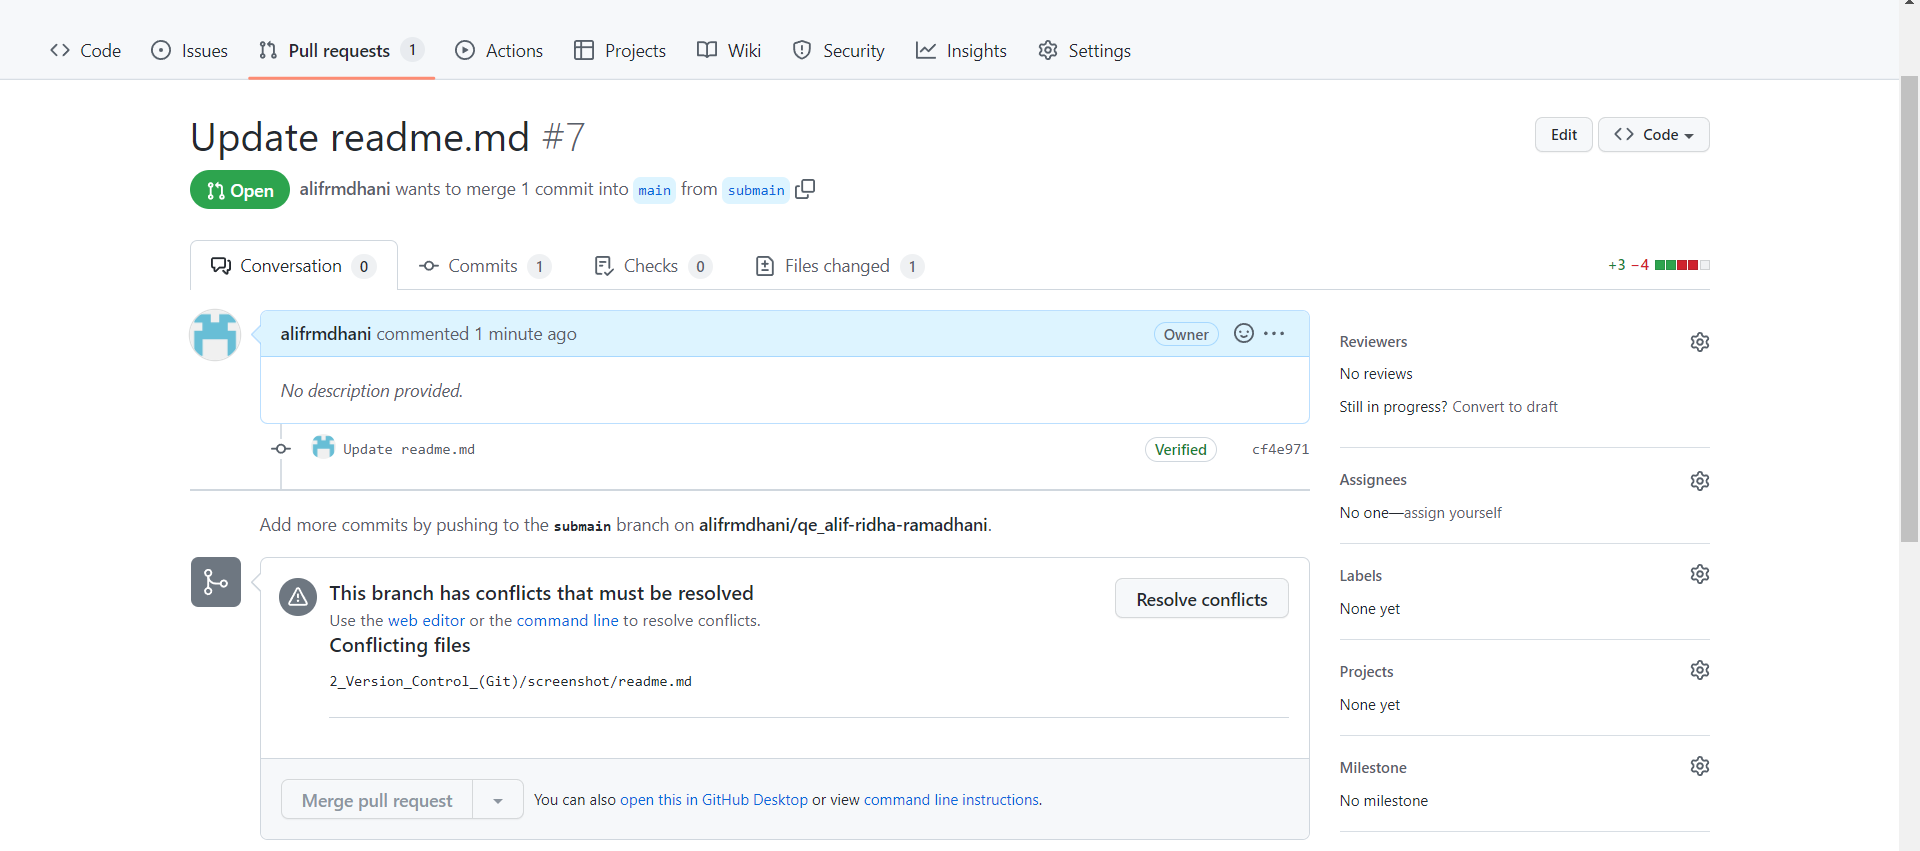 Code Issues Pull requests 1 Actions Projects Wiki Security Insights Settings
Update readme.md #7
Edit
Code
Open
alifrmdhani wants to merge 1 commit into main from submain
Conversation 0
Commits 1
Checks 0
Files changed 1
+3 −4
alifrmdhani commented 1 minute ago
Owner
No description provided.
Update readme.md
Verified
cf4e971
Add more commits by pushing to the submain branch on alifrmdhani/qe_alif-ridha-ramadhani.
This branch has conflicts that must be resolved
Use the web editor or the command line to resolve conflicts.
Resolve conflicts
Conflicting files
2_Version_Control_(Git)/screenshot/readme.md
Merge pull request
You can also open this in GitHub Desktop or view command line instructions.
Reviewers
No reviews
Still in progress? Convert to draft
Assignees
No one—assign yourself
Labels
None yet
Projects
None yet
Milestone
No milestone